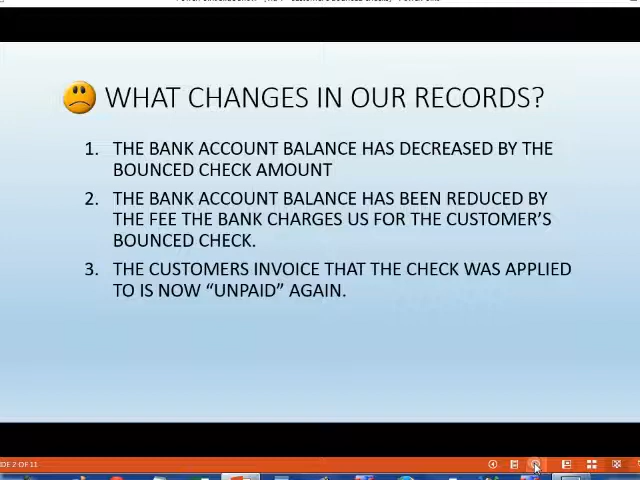 WHAT CHANGES IN OUR RECORDS?
1. THE BANK ACCOUNT BALANCE HAS DECREASED BY THE
BOUNCED CHECK AMOUNT
2. THE BANK ACCOUNT BALANCE HAS BEEN REDUCED BY
THE FEE THE BANK CHARGES US FOR THE CUSTOMER'S
BOUNCED CHECK.
3. THE CUSTOMERS INVOICE THAT THE CHECK WAS APPLIED
TO IS NOW “UNPAID” AGAIN.
DE 2 OF 11